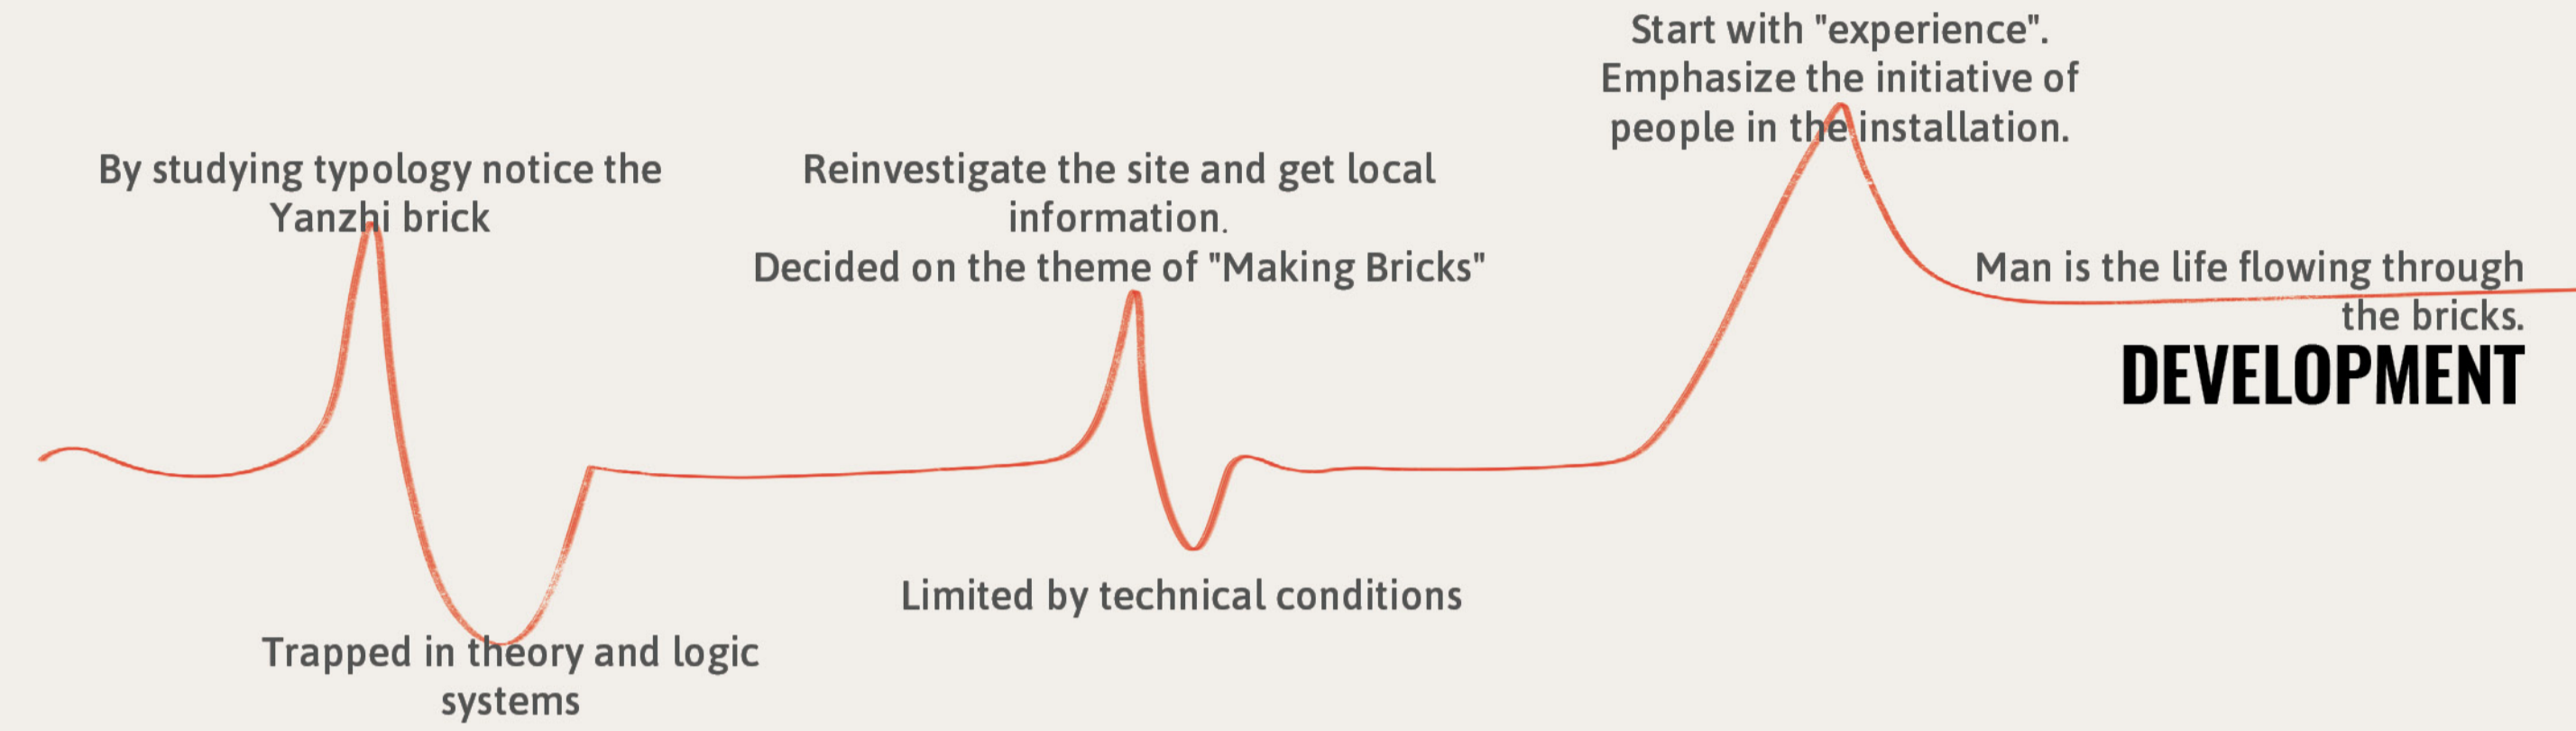 By studying typology notice the
Yanzhi brick
Trapped in theory and logic
systems
Reinvestigate the site and get local
information.
Decided on the theme of "Making Bricks"
Limited by technical conditions
Start with "experience".
Emphasize the initiative of
people in the installation.
Man is the life flowing through
the bricks.
DEVELOPMENT